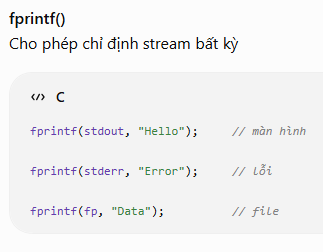 fprintf()
Cho phép chỉ định stream bất kỳ
</> C
fprintf(stdout, "Hello");     // màn hình
fprintf(stderr, "Error");     // lỗi
fprintf(fp, "Data");          // file